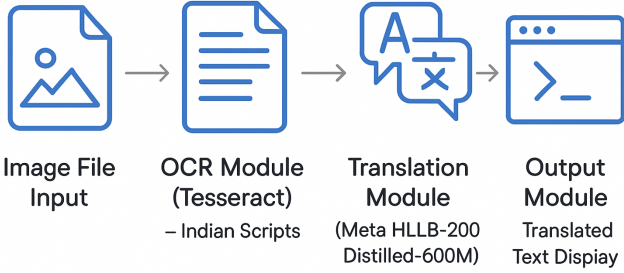 Image File
Input
OCR Module
(Tesseract)
– Indian Scripts
A 文
Translation
Module
(Meta HLLB-200
Distilled-600M)
Output
Module
Translated
Text Dispiay